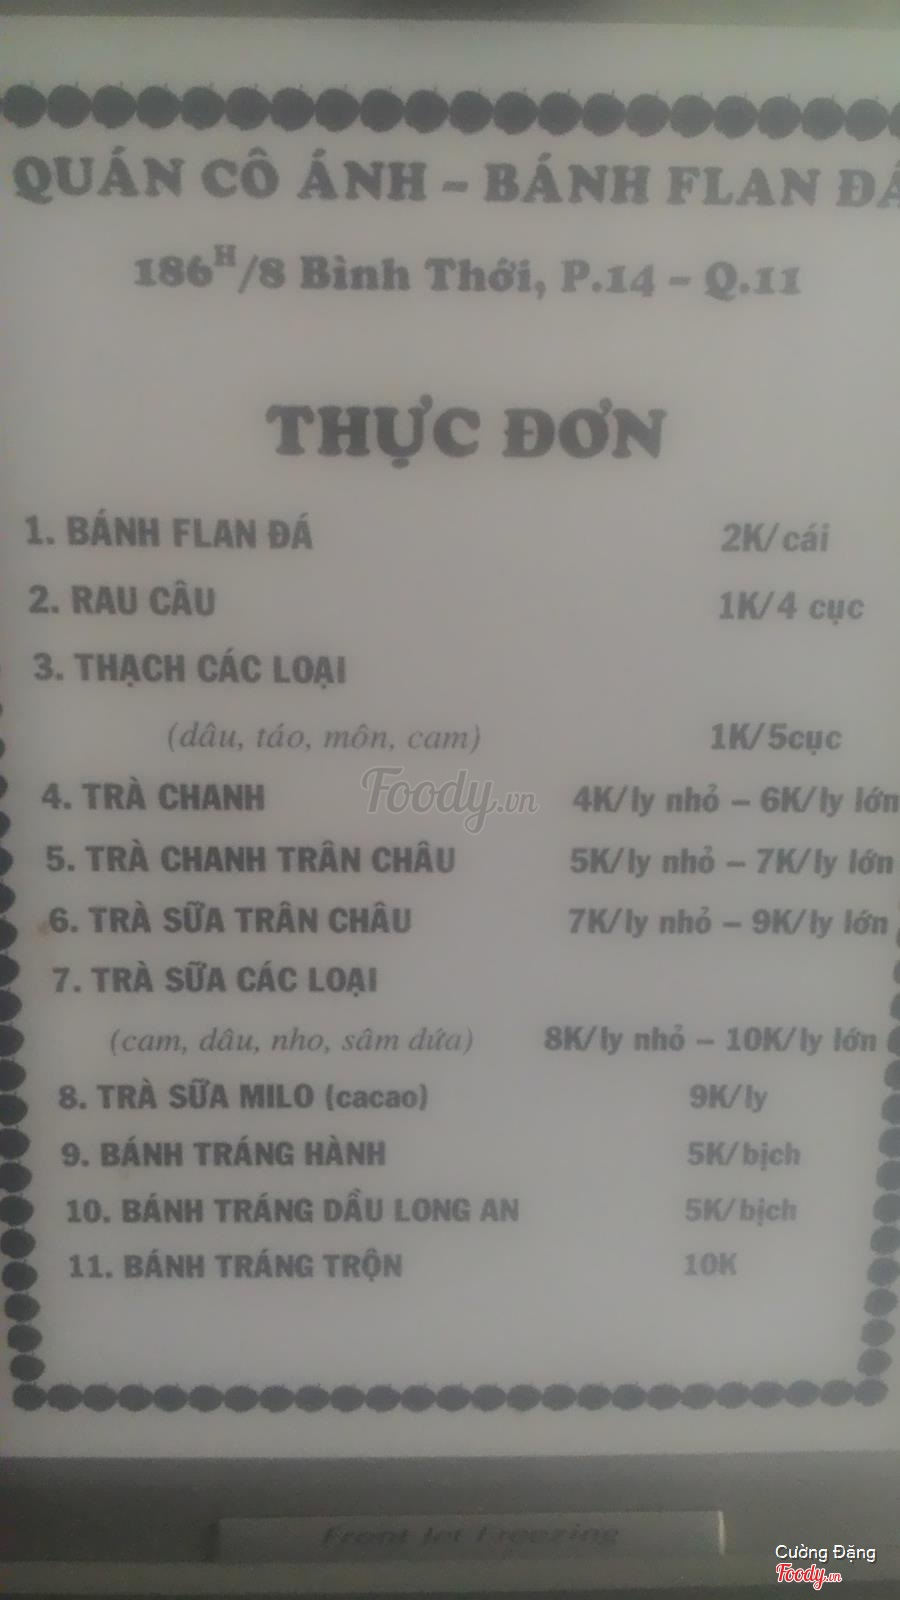 QUÁN CÔ ÁNH - BÁNH FLAN ĐÁ
186H/8 Bình Thới, P.14 - Q.11
THỰC ĐƠN
1. BÁNH FLAN ĐÁ 2K/cái
2. RAU CÂU 1K/4 cục
3. THẠCH CÁC LOẠI
(dâu, táo, môn, cam) 1K/5cục
Foody.vn
4. TRÀ CHANH 4K/ly nhỏ - 6K/ly lớn
5. TRÀ CHANH TRÂN CHÂU 5K/ly nhỏ - 7K/ly lớn
6. TRÀ SỮA TRÂN CHÂU 7K/ly nhỏ - 9K/ly lớn
7. TRÀ SỮA CÁC LOẠI
(cam, dâu, nho, sâm dứa) 8K/ly nhỏ - 10K/ly lớn
8. TRÀ SỮA MILO (cacao) 9K/ly
9. BÁNH TRÁNG HÀNH 5K/bịch
10. BÁNH TRÁNG DẦU LONG AN 5K/bịch
11. BÁNH TRÁNG TRỘN 10K
Front Jet Freezing
Cường Đặng
Foody.vn